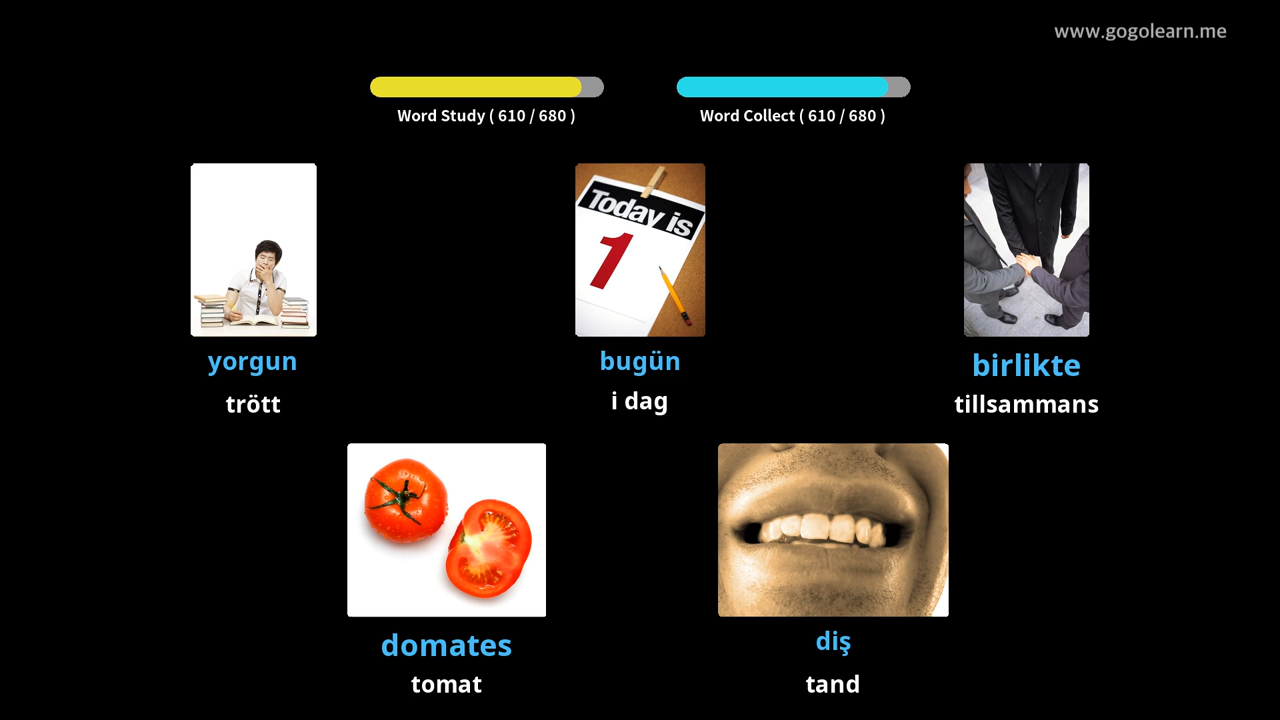 www.gogolearn.me
Word Study ( 610 / 680 )
Word Collect ( 610 / 680 )
Today is
1
yorgun
trött
bugün
i dag
birlikte
tillsammans
domates
tomat
diş
tand